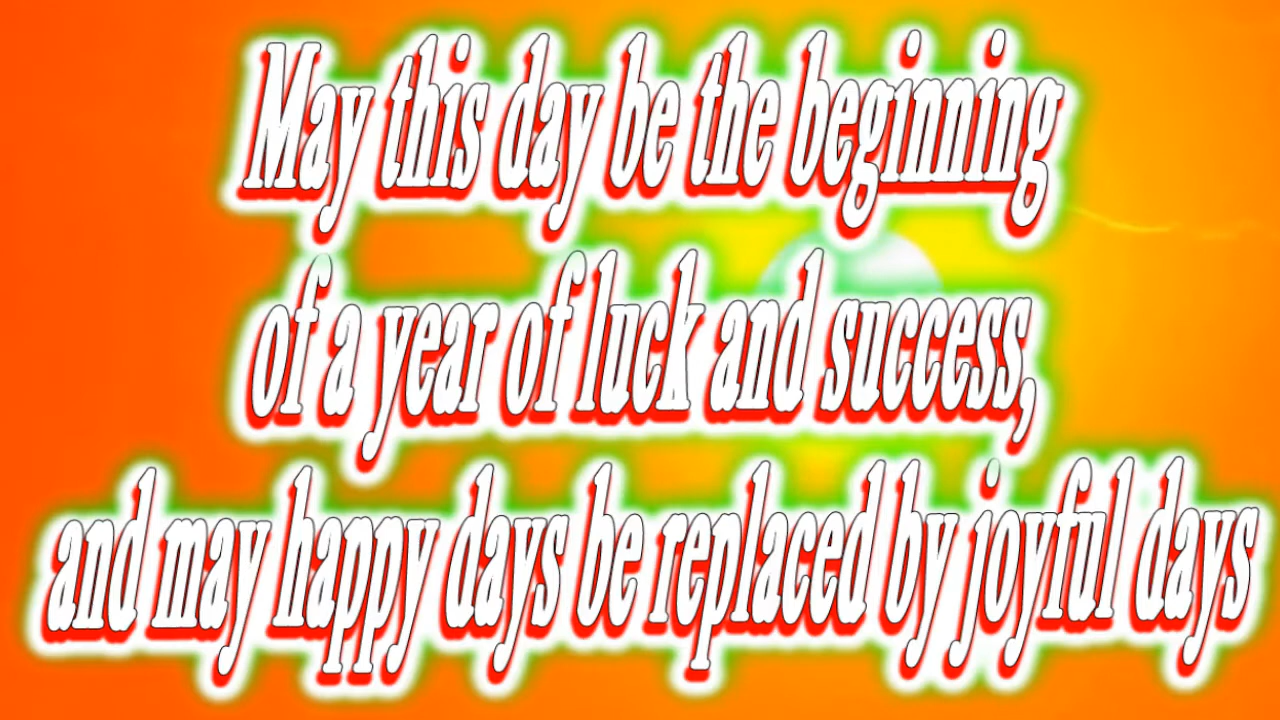 May this day be the beginning
of a year of luck and success,
and may happy days be replaced by joyful days